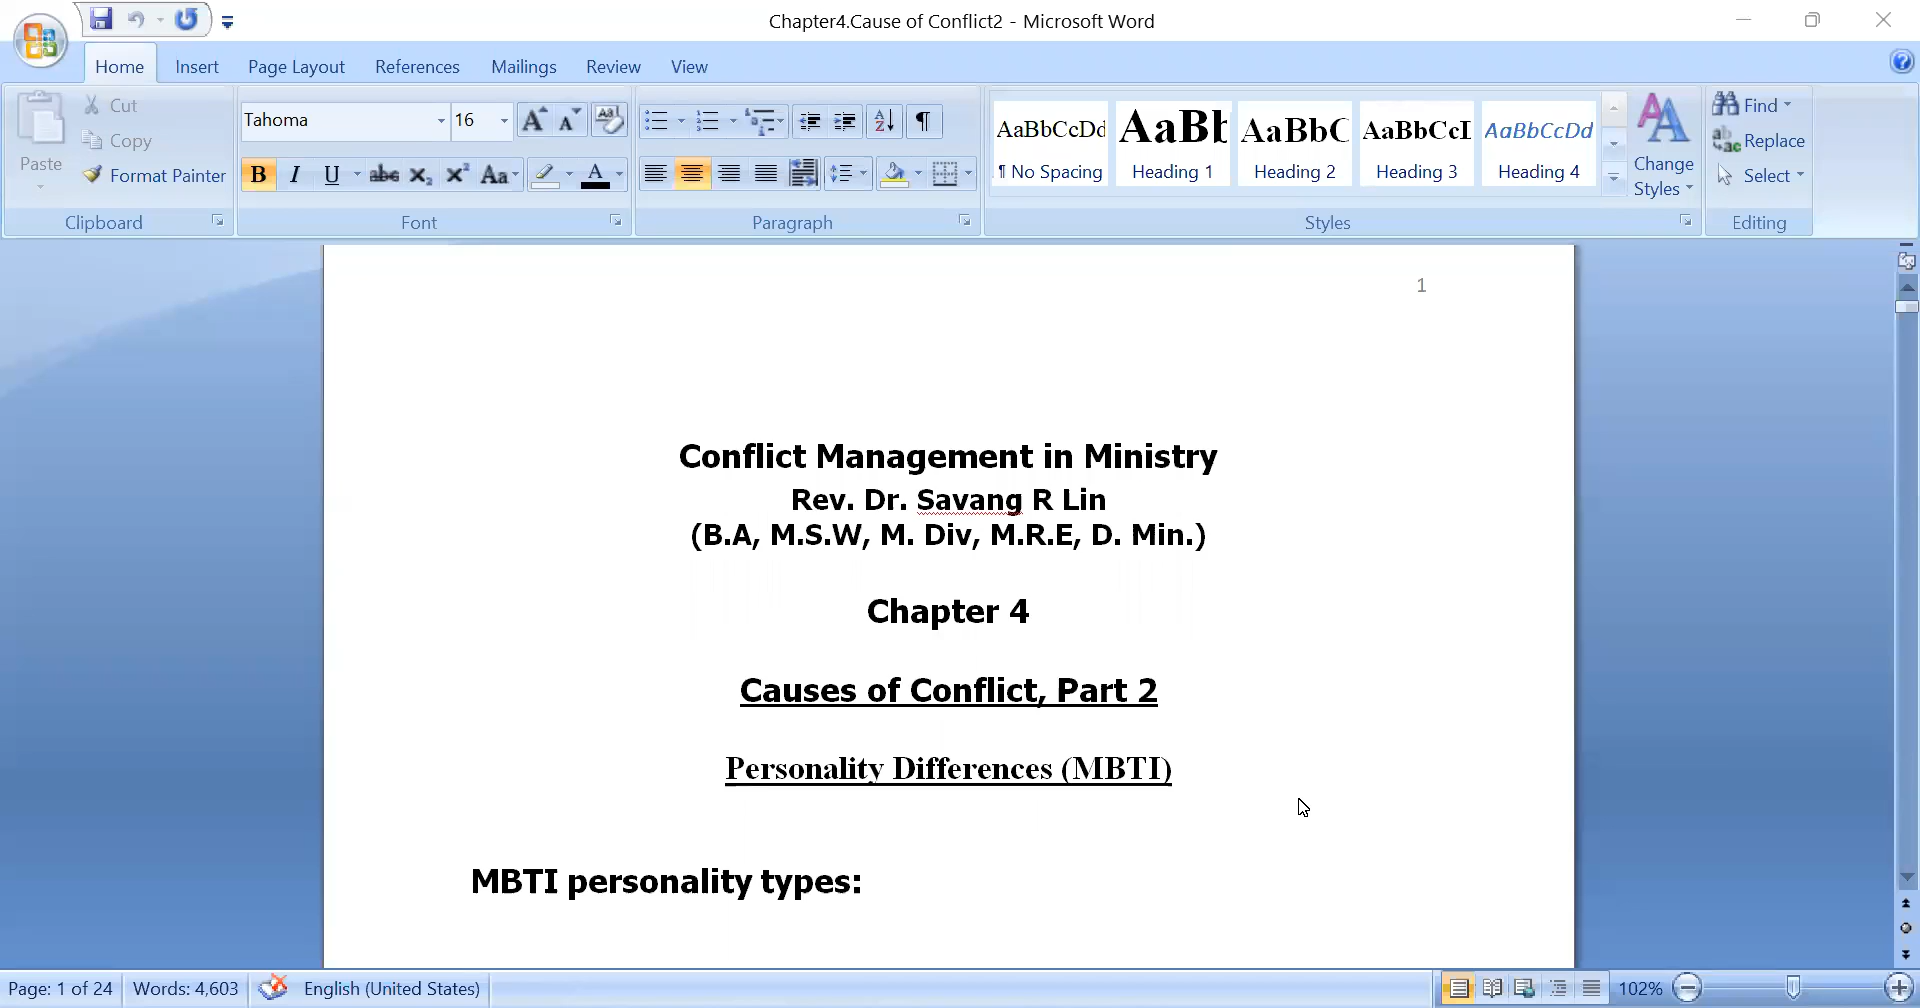 Chapter4.Cause of Conflict2 - Microsoft Word
Home Insert Page Layout References Mailings Review View
Paste
Cut
Copy
Format Painter
Clipboard
Tahoma 16
B I U abc X₂ X² Aa A
Font
Paragraph
AaBbCcDd AaBb AaBbC AaBbCcI AaBbCcDd
¶ No Spacing Heading 1 Heading 2 Heading 3 Heading 4
Change
Styles
Styles
Find
Replace
Select
Editing
1
Conflict Management in Ministry
Rev. Dr. Savang R Lin
(B.A, M.S.W, M. Div, M.R.E, D. Min.)
Chapter 4
Causes of Conflict, Part 2
Personality Differences (MBTI)
MBTI personality types:
Page: 1 of 24 Words: 4,603 English (United States) 102%